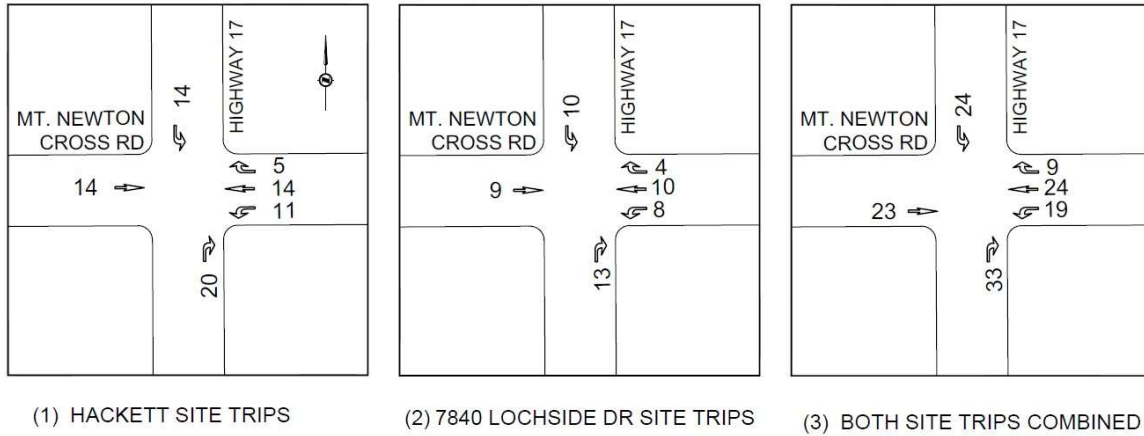 14
HIGHWAY 17
MT. NEWTON
CROSS RD
5
14
14
11
20
(1) HACKETT SITE TRIPS
10
HIGHWAY 17
MT. NEWTON
CROSS RD
4
9
10
8
13
(2) 7840 LOCHSIDE DR SITE TRIPS
24
HIGHWAY 17
MT. NEWTON
CROSS RD
9
24
23
19
33
(3) BOTH SITE TRIPS COMBINED